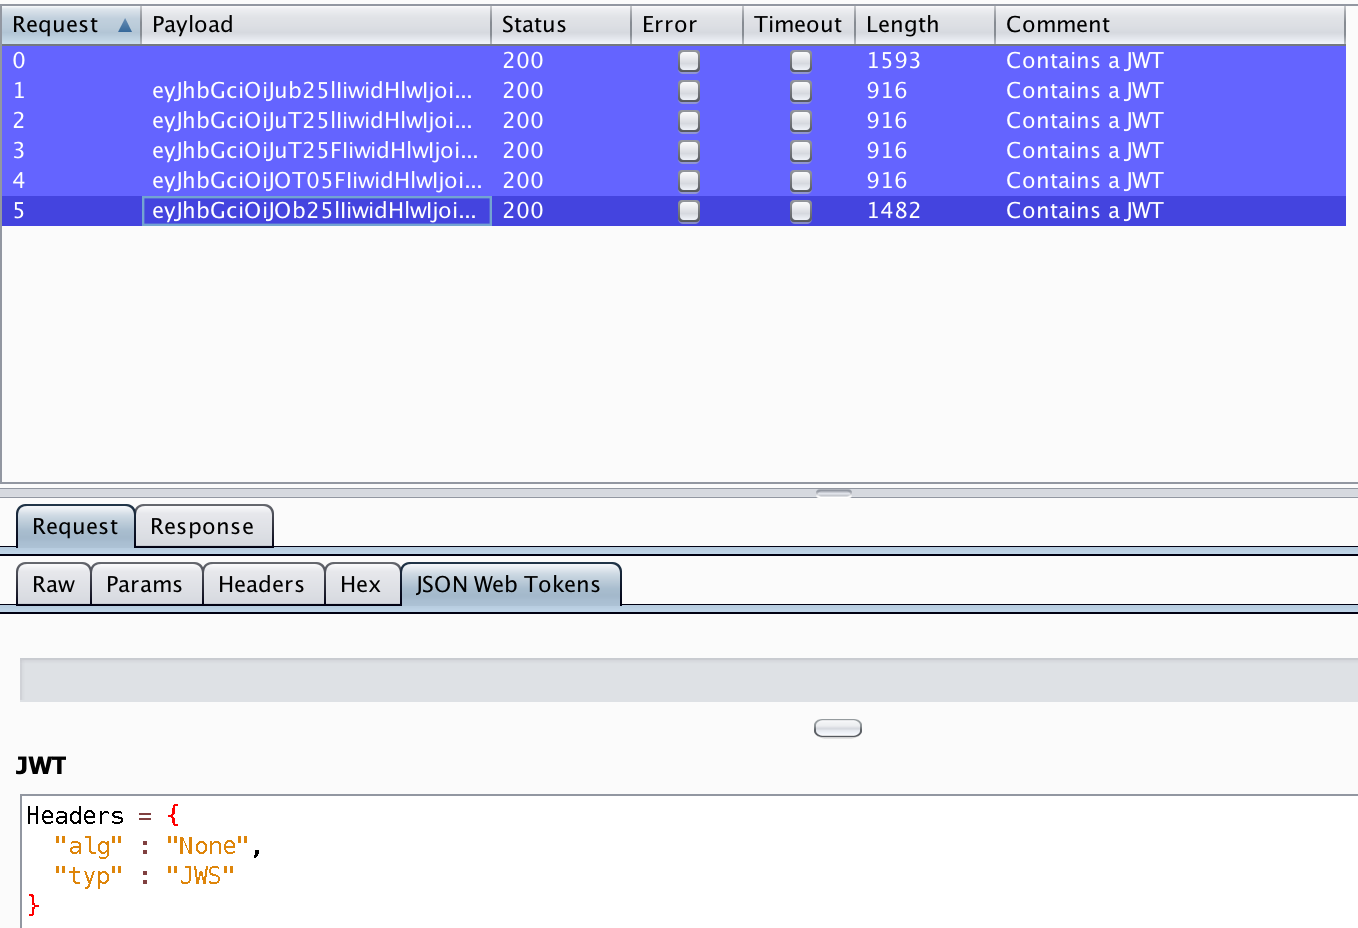 Request Payload Status Error Timeout Length Comment
0 200 1593 Contains a JWT
1 eyJhbGciOiJub25lIiwidHlwIjoi... 200 916 Contains a JWT
2 eyJhbGciOiJuT25lIiwidHlwIjoi... 200 916 Contains a JWT
3 eyJhbGciOiJuT25FIiwidHlwIjoi... 200 916 Contains a JWT
4 eyJhbGciOiJOT05FIiwidHlwIjoi... 200 916 Contains a JWT
5 eyJhbGciOiJOb25lIiwidHlwIjoi... 200 1482 Contains a JWT
Request Response
Raw Params Headers Hex JSON Web Tokens
JWT
Headers = {
"alg" : "None",
"typ" : "JWS"
}